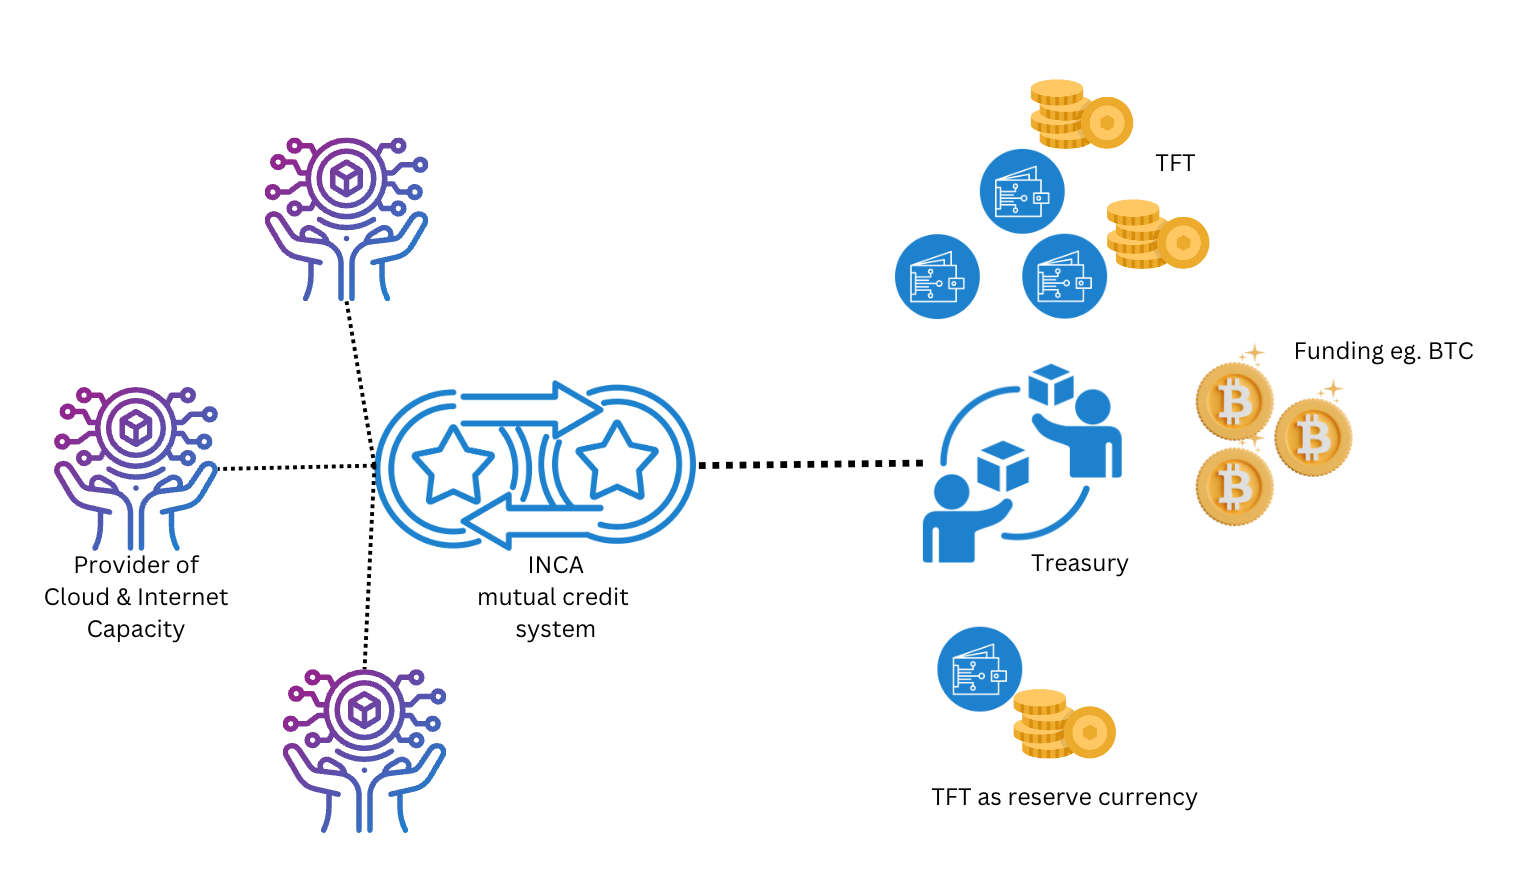 TFT
Funding eg. BTC
Provider of
Cloud & Internet
Capacity
INCA
mutual credit
system
Treasury
TFT as reserve currency